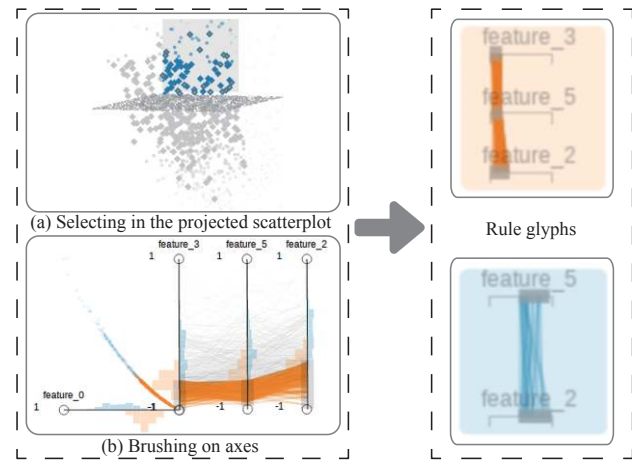 (a) Selecting in the projected scatterplot
feature_3 feature_5 feature_2
1 1 1
feature_0
1 -1 -1 -1
(b) Brushing on axes
feature_3
feature_5
feature_2
Rule glyphs
feature_5
feature_2